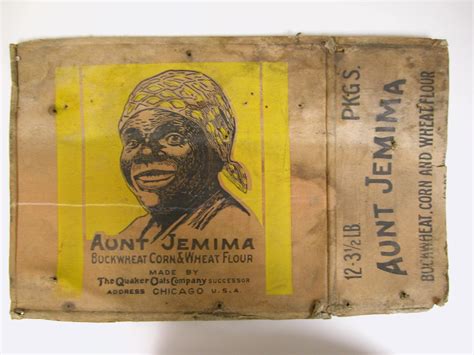 AUNT JEMIMA
BUCKWHEAT CORN & WHEAT FLOUR
MADE BY
The Quaker Oats Company SUCCESSOR
ADDRESS CHICAGO U.S.A.
12-3½ LB. PKGS.
AUNT JEMIMA
BUCKWHEAT, CORN AND WHEAT FLOUR